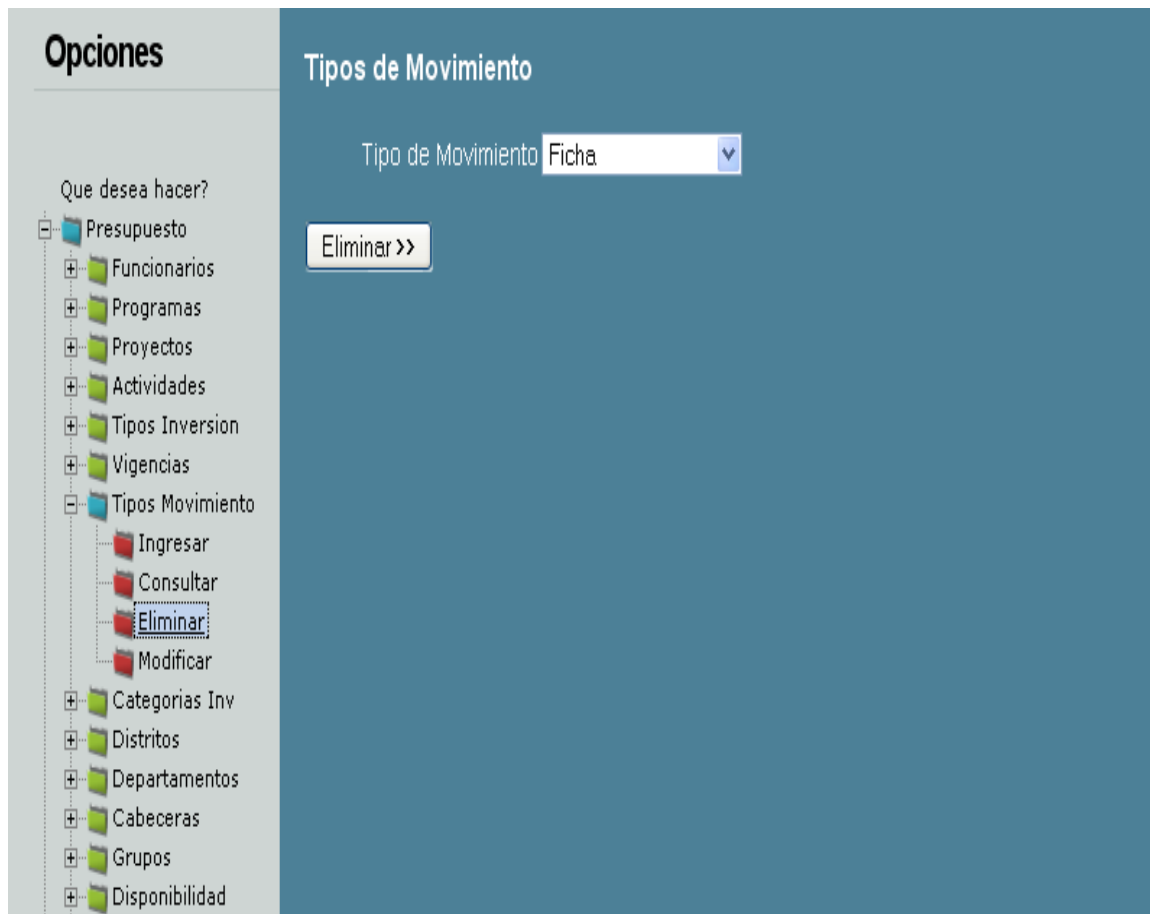 Opciones
Que desea hacer?
Presupuesto
Funcionarios
Programas
Proyectos
Actividades
Tipos Inversion
Vigencias
Tipos Movimiento
Ingresar
Consultar
Eliminar
Modificar
Categorias Inv
Distritos
Departamentos
Cabeceras
Grupos
Disponibilidad
Tipos de Movimiento
Tipo de Movimiento Ficha
Eliminar >>